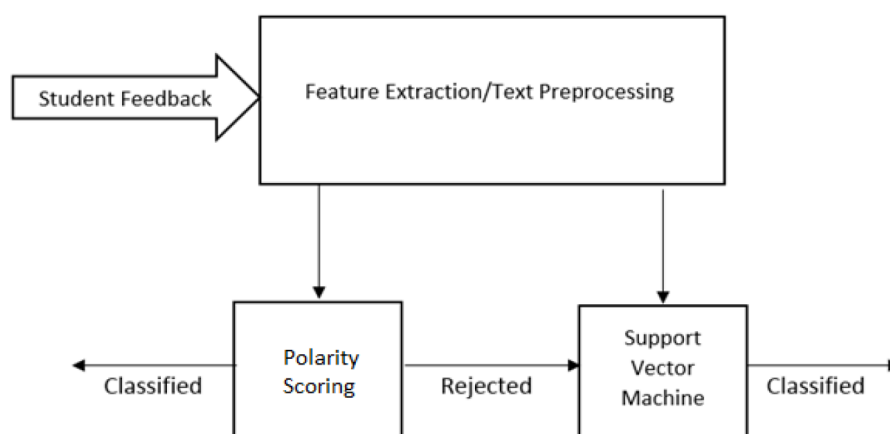 Student Feedback
Feature Extraction/Text Preprocessing
Polarity
Scoring
Support
Vector
Machine
Classified
Rejected
Classified